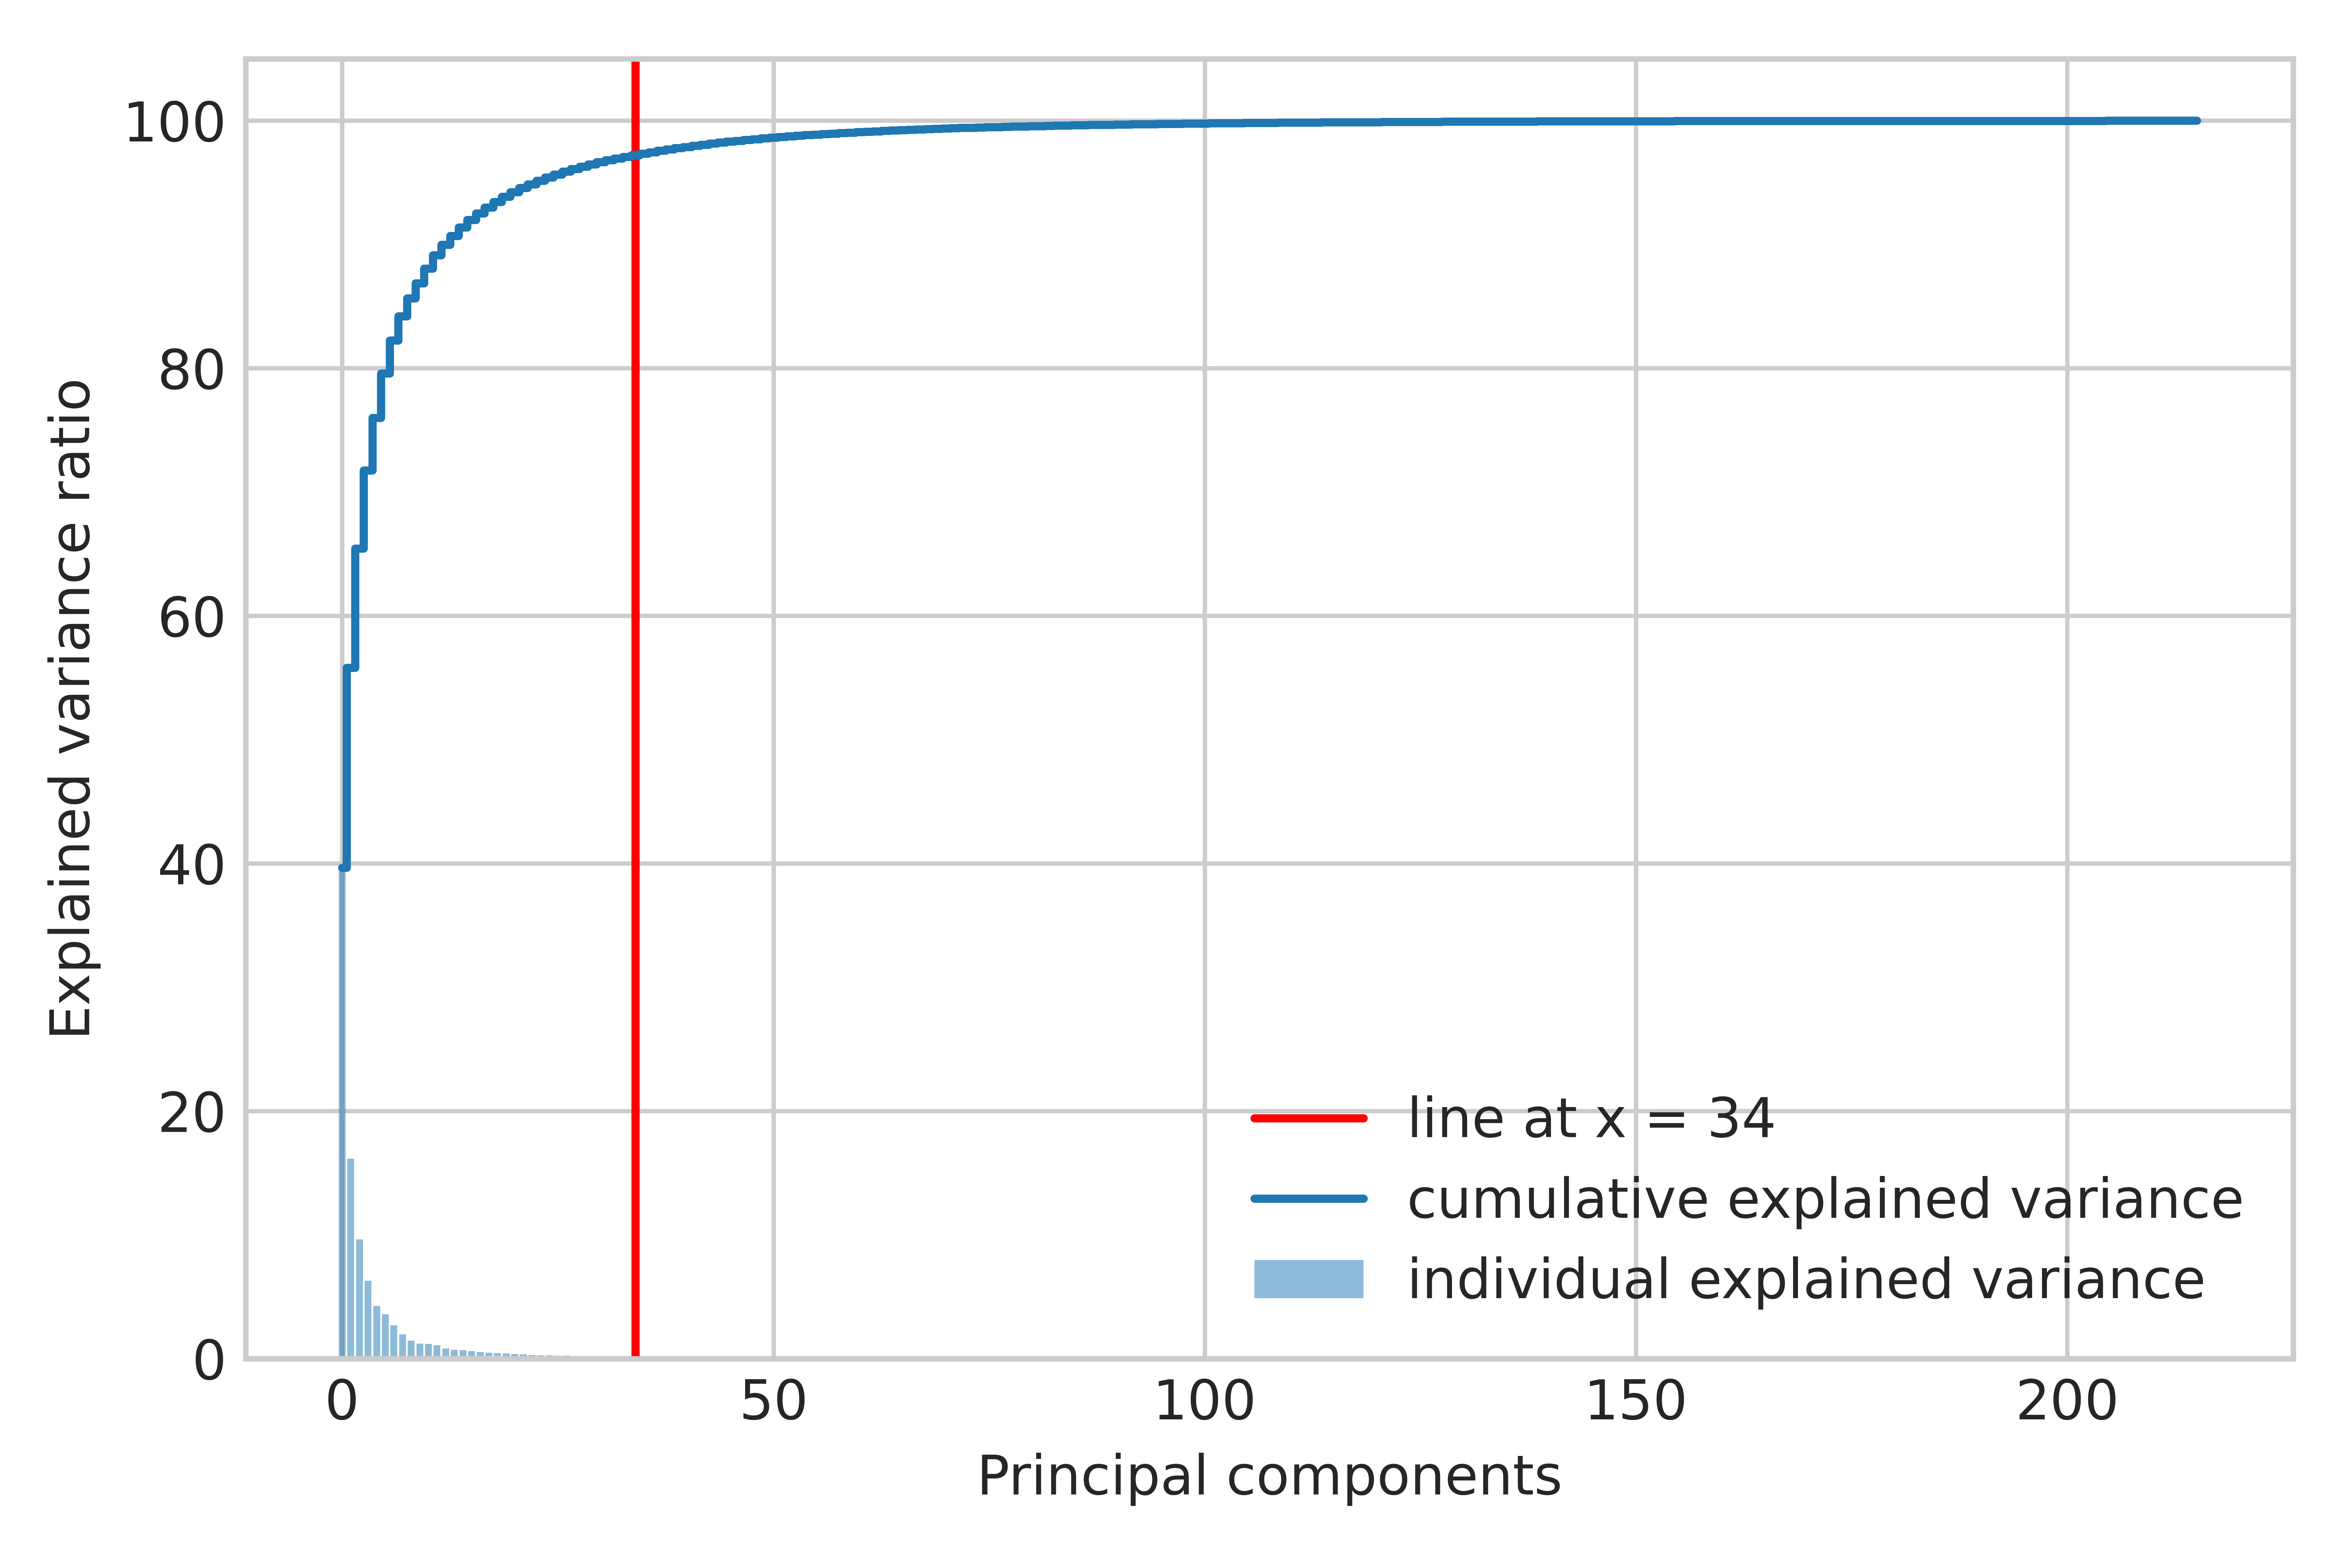 Explained variance ratio
100
80
60
40
20
0
0 50 100 150 200
Principal components
line at x = 34
cumulative explained variance
individual explained variance